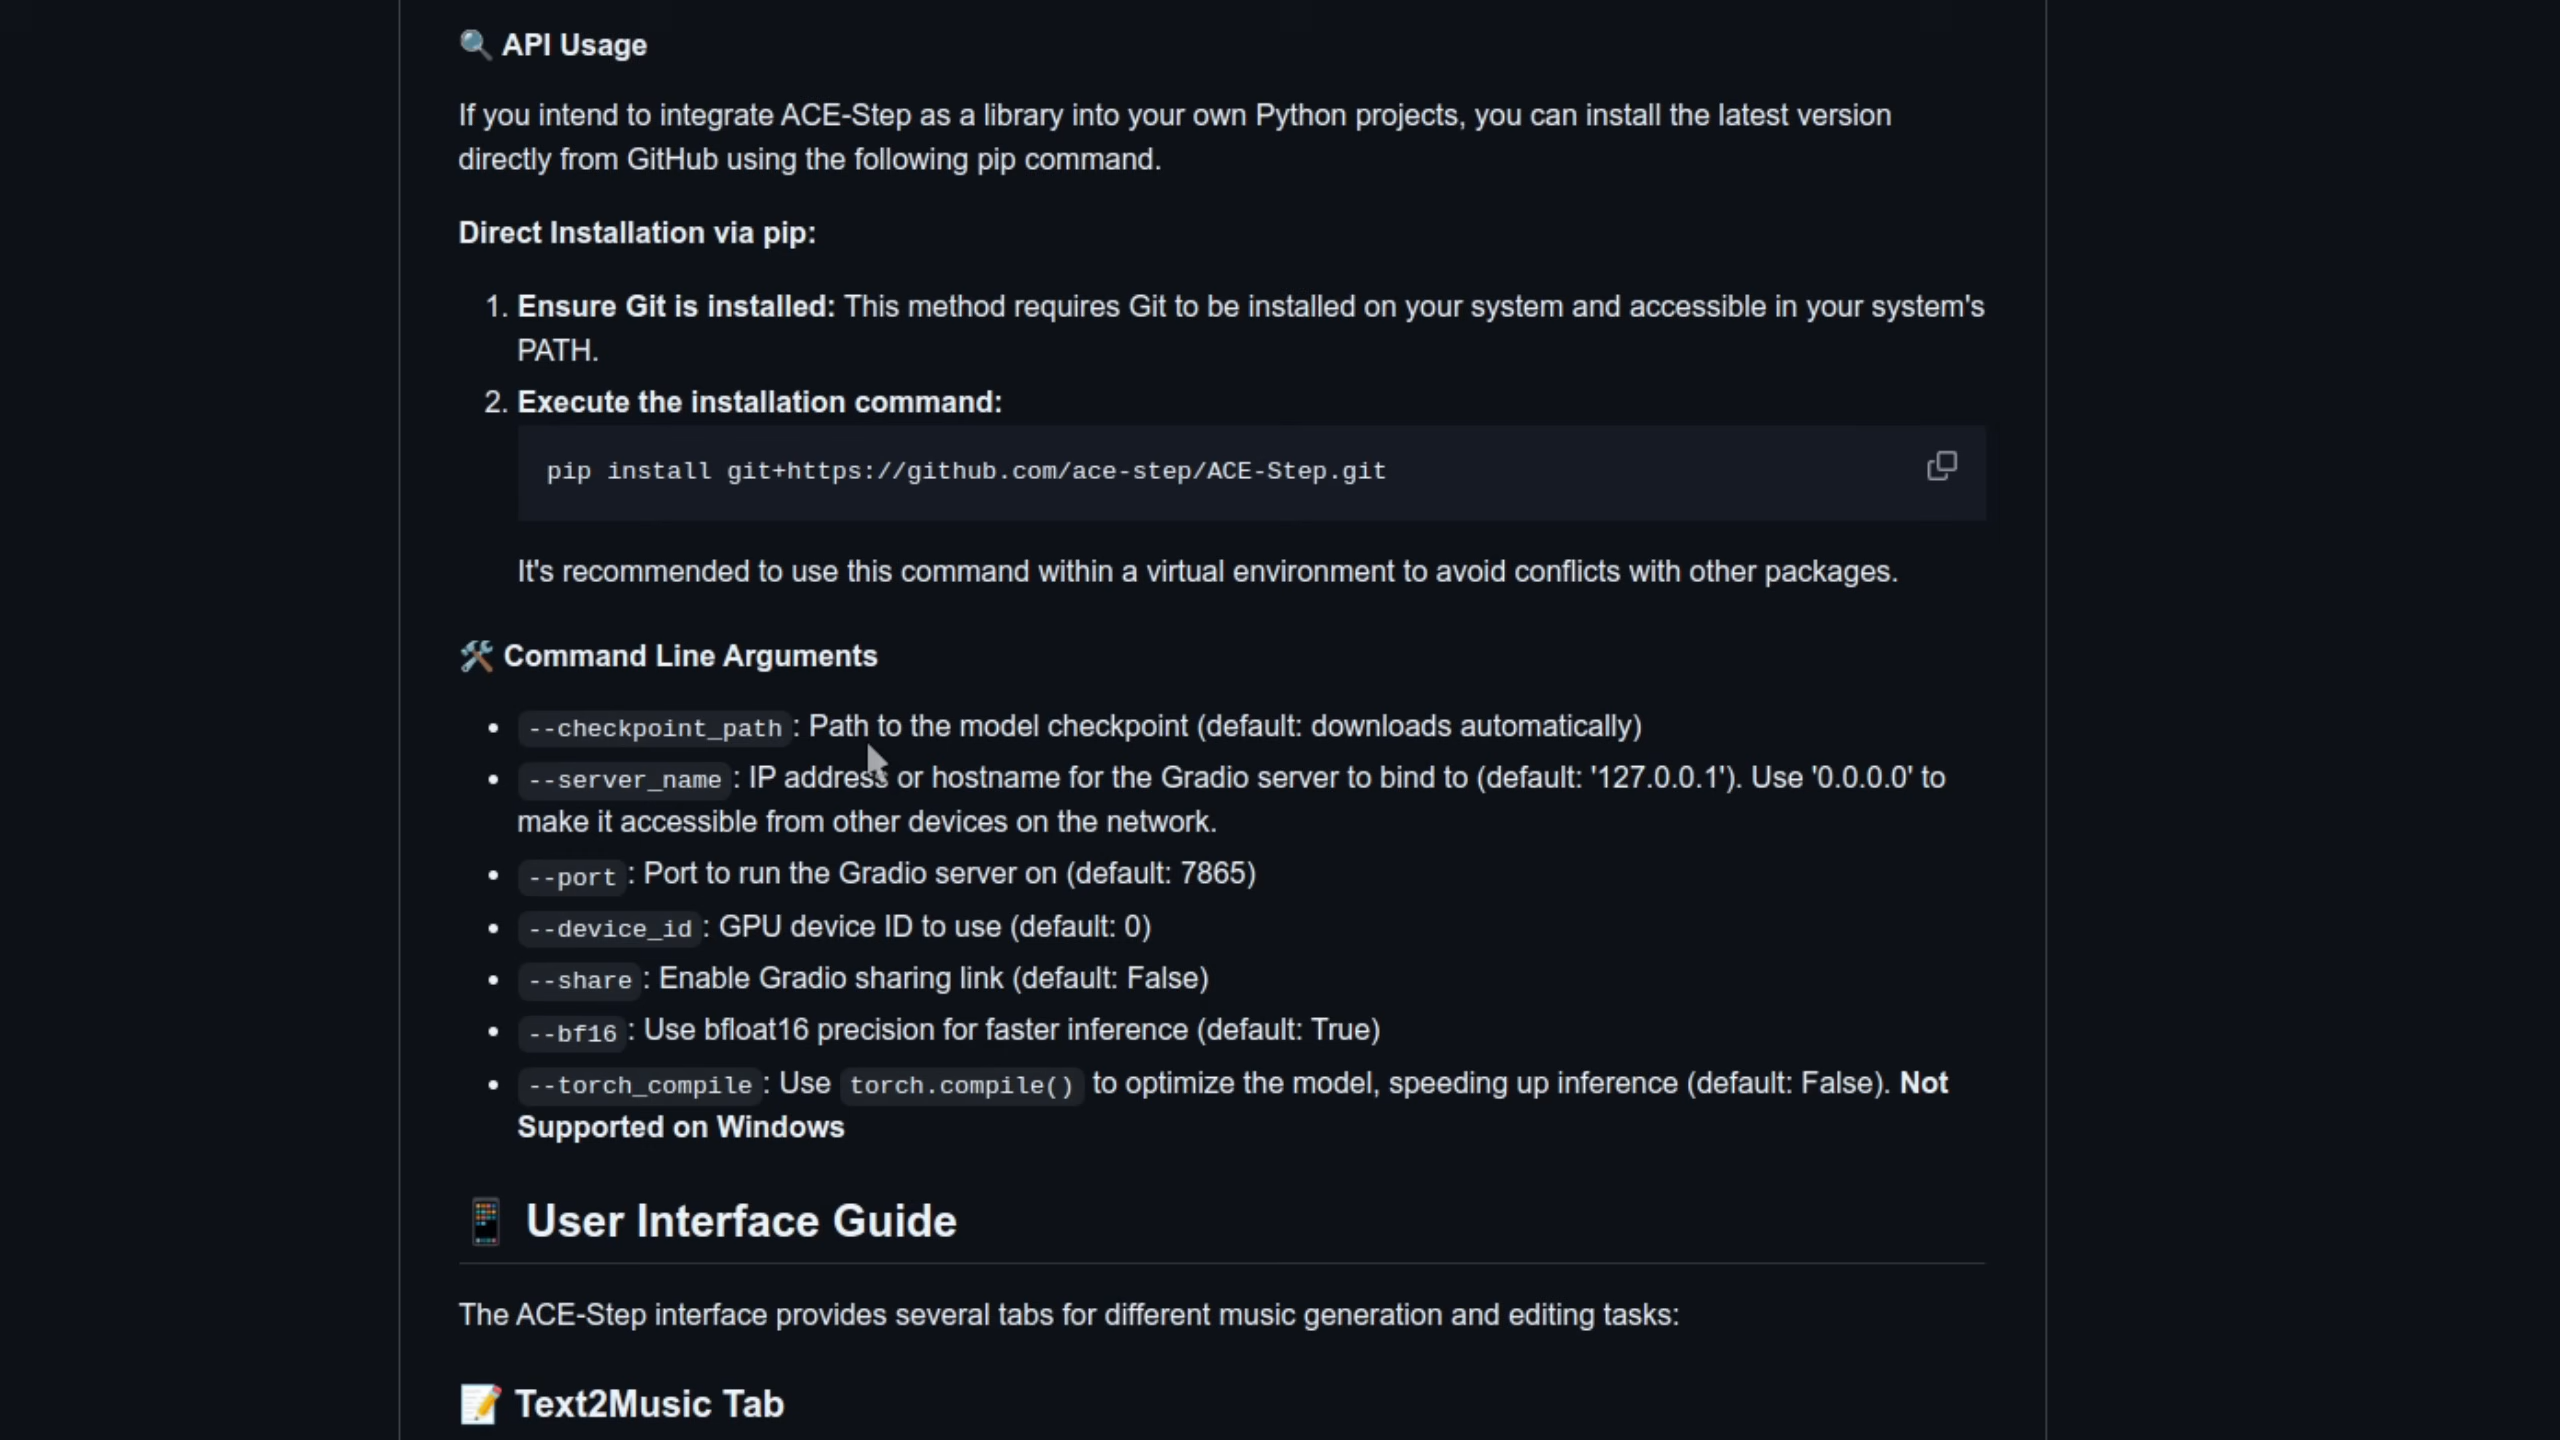 🔍 API Usage
If you intend to integrate ACE-Step as a library into your own Python projects, you can install the latest version
directly from GitHub using the following pip command.
Direct Installation via pip:
1. Ensure Git is installed: This method requires Git to be installed on your system and accessible in your system's
PATH.
2. Execute the installation command:
pip install git+https://github.com/ace-step/ACE-Step.git
It's recommended to use this command within a virtual environment to avoid conflicts with other packages.
🛠️ Command Line Arguments
• --checkpoint_path: Path to the model checkpoint (default: downloads automatically)
• --server_name: IP address or hostname for the Gradio server to bind to (default: '127.0.0.1'). Use '0.0.0.0' to
make it accessible from other devices on the network.
• --port: Port to run the Gradio server on (default: 7865)
• --device_id: GPU device ID to use (default: 0)
• --share: Enable Gradio sharing link (default: False)
• --bf16: Use bfloat16 precision for faster inference (default: True)
• --torch_compile: Use torch.compile() to optimize the model, speeding up inference (default: False). Not
Supported on Windows
📱 User Interface Guide
The ACE-Step interface provides several tabs for different music generation and editing tasks:
📝 Text2Music Tab